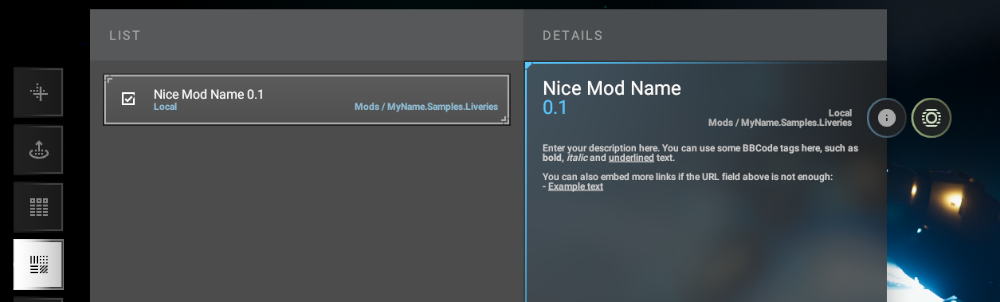 LIST
DETAILS
Nice Mod Name 0.1
Local
Mods / MyName.Samples.Liveries
Nice Mod Name
0.1
Local
Mods / MyName.Samples.Liveries
Enter your description here. You can use some BBCode tags here, such as
bold, italic and underlined text.
You can also embed more links if the URL field above is not enough:
- Example text